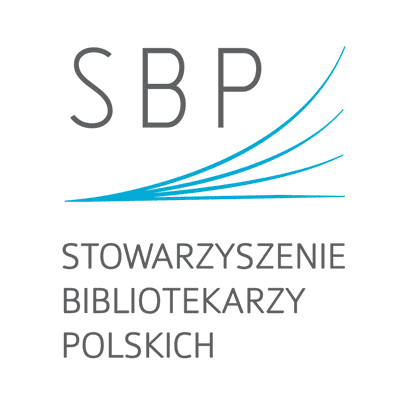 SBP
STOWARZYSZENIE
BIBLIOTEKARZY
POLSKICH